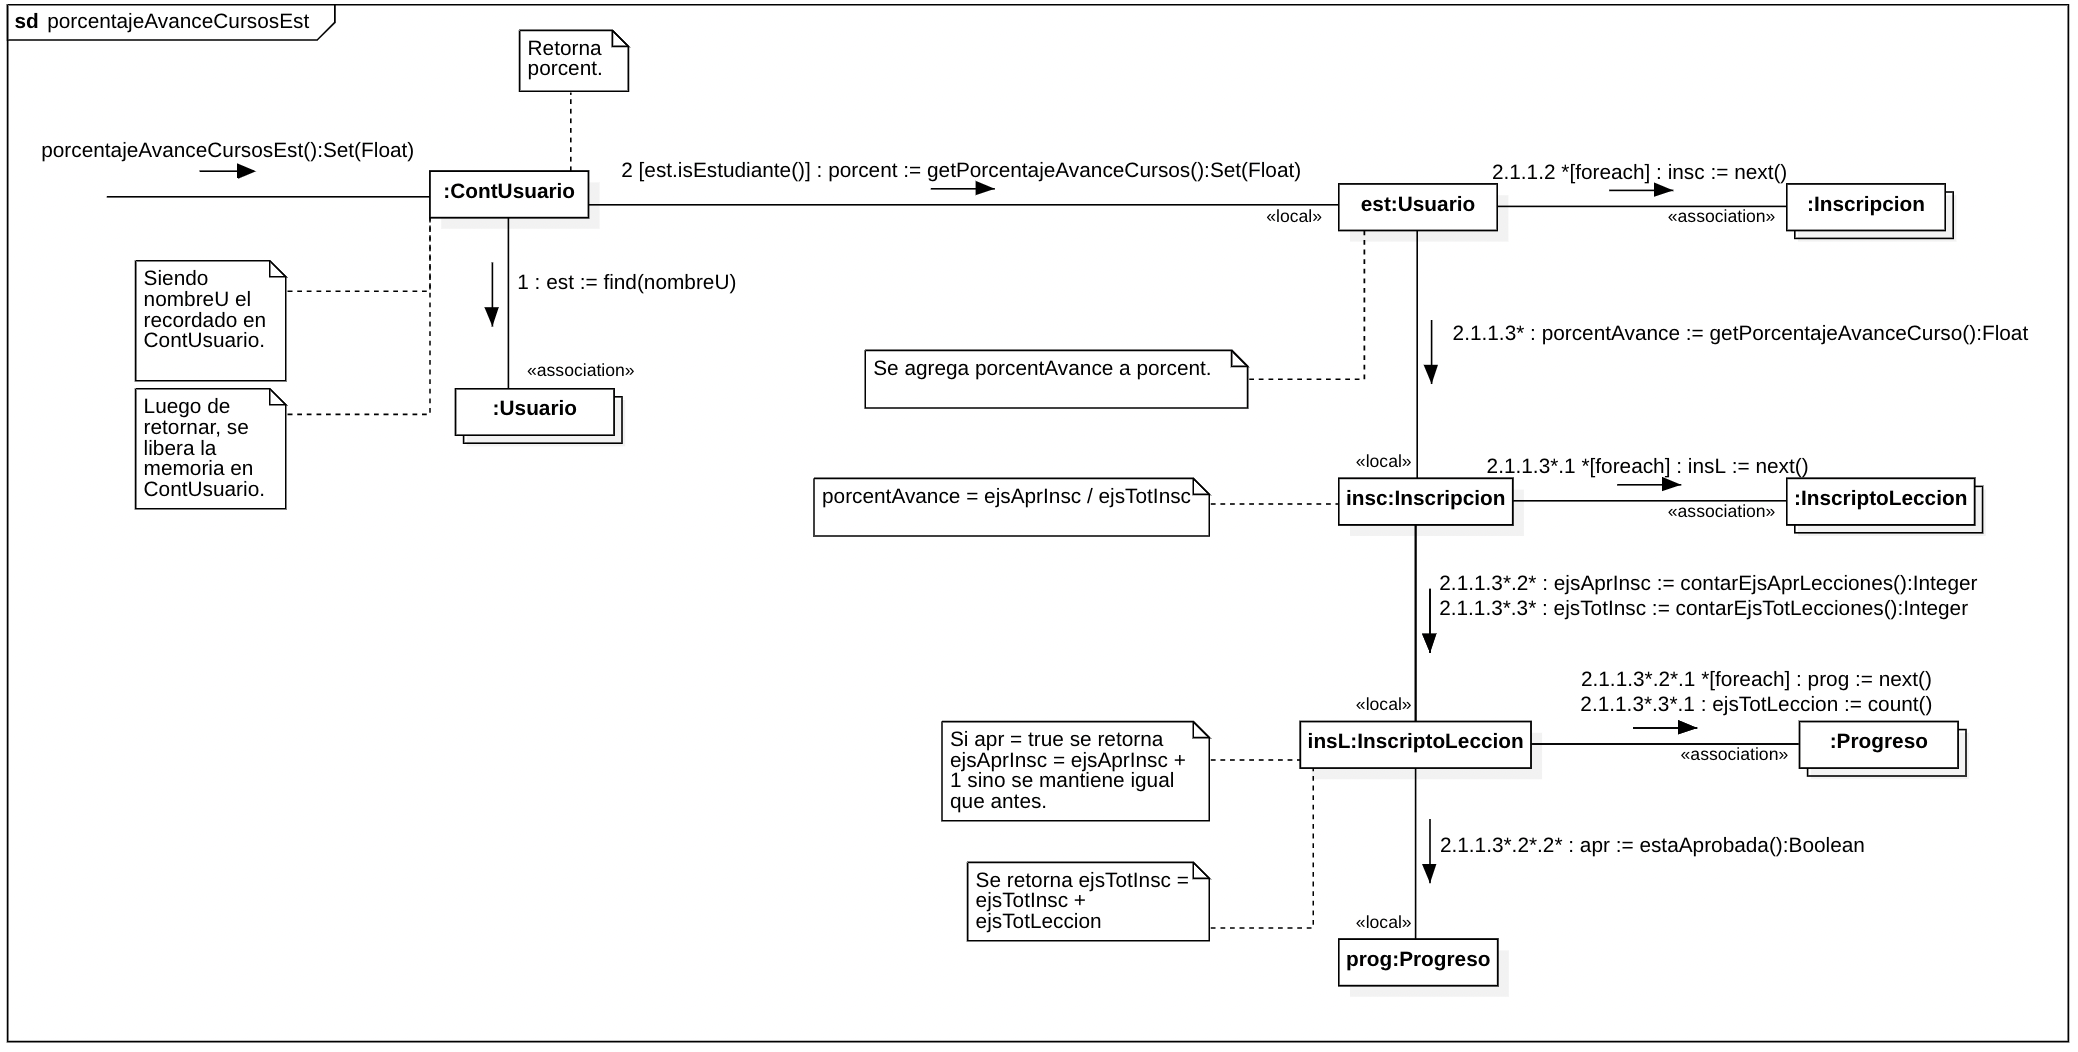 sd porcentajeAvanceCursosEst
Retorna
porcent.
porcentajeAvanceCursosEst():Set(Float)
:ContUsuario
2 [est.isEstudiante()] : porcent := getPorcentajeAvanceCursos():Set(Float)
«local»
est:Usuario
2.1.1.2 *[foreach] : insc := next()
«association»
:Inscripcion
Siendo
nombreU el
recordado en
ContUsuario.
1 : est := find(nombreU)
«association»
:Usuario
Luego de
retornar, se
libera la
memoria en
ContUsuario.
2.1.1.3* : porcentAvance := getPorcentajeAvanceCurso():Float
Se agrega porcentAvance a porcent.
«local»
insc:Inscripcion
porcentAvance = ejsAprInsc / ejsTotInsc
2.1.1.3*.1 *[foreach] : insL := next()
«association»
:InscriptoLeccion
2.1.1.3*.2* : ejsAprInsc := contarEjsAprLecciones():Integer
2.1.1.3*.3* : ejsTotInsc := contarEjsTotLecciones():Integer
«local»
insL:InscriptoLeccion
2.1.1.3*.2*.1 *[foreach] : prog := next()
2.1.1.3*.3*.1 : ejsTotLeccion := count()
«association»
:Progreso
Si apr = true se retorna
ejsAprInsc = ejsAprInsc +
1 sino se mantiene igual
que antes.
2.1.1.3*.2*.2* : apr := estaAprobada():Boolean
Se retorna ejsTotInsc =
ejsTotInsc +
ejsTotLeccion
«local»
prog:Progreso